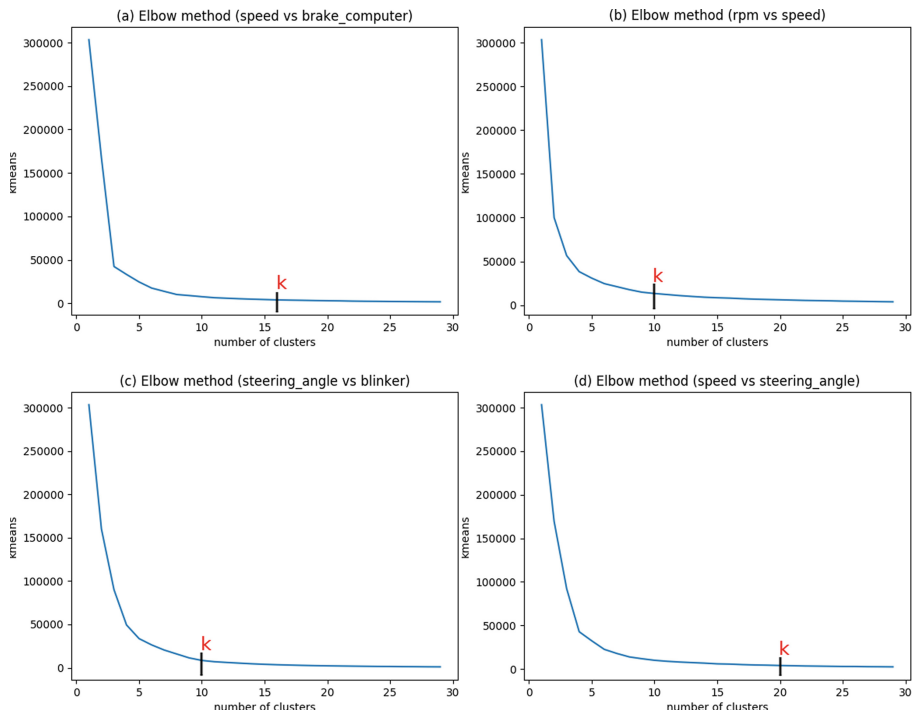 (a) Elbow method (speed vs brake_computer)
300000
250000
200000
150000
100000
50000
0
kmeans
k
0 5 10 15 20 25 30
number of clusters
(b) Elbow method (rpm vs speed)
300000
250000
200000
150000
100000
50000
0
kmeans
k
0 5 10 15 20 25 30
number of clusters
(c) Elbow method (steering_angle vs blinker)
300000
250000
200000
150000
100000
50000
0
kmeans
k
0 5 10 15 20 25 30
number of clusters
(d) Elbow method (speed vs steering_angle)
300000
250000
200000
150000
100000
50000
0
kmeans
k
0 5 10 15 20 25 30
number of clusters